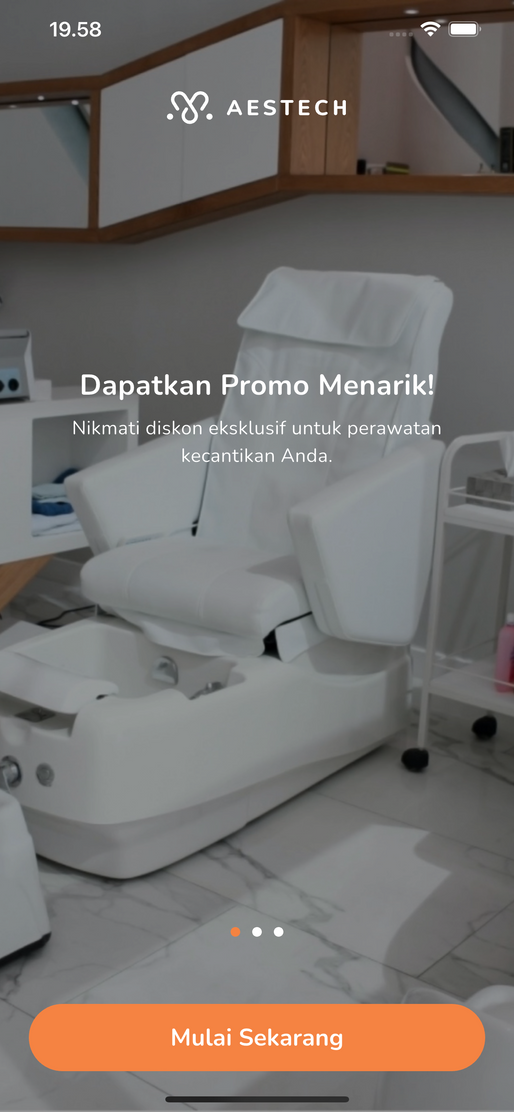 19.58
AESTECH
Dapatkan Promo Menarik!
Nikmati diskon eksklusif untuk perawatan
kecantikan Anda.
Mulai Sekarang